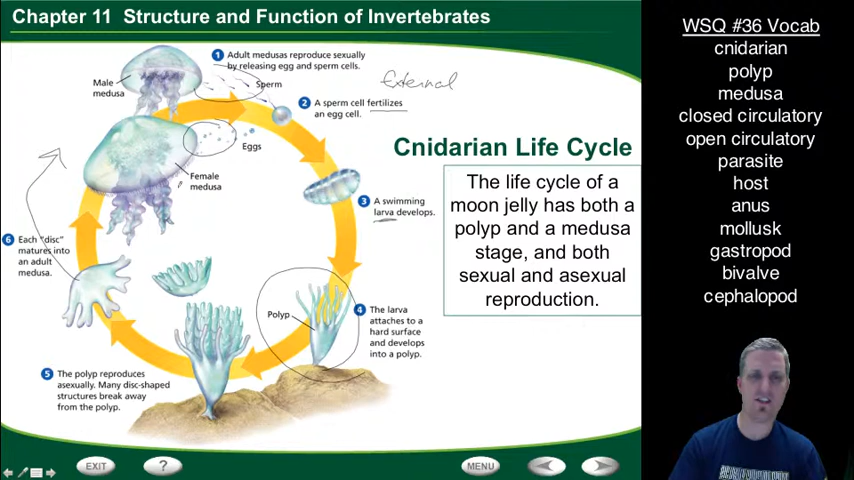 Chapter 11 Structure and Function of Invertebrates
1 Adult medusas reproduce sexually
by releasing egg and sperm cells.
Male
medusa
Sperm
External
2 A sperm cell fertilizes
an egg cell.
Eggs
Cnidarian Life Cycle
Female
medusa
The life cycle of a
moon jelly has both a
polyp and a medusa
stage, and both
sexual and asexual
reproduction.
3 A swimming
larva develops.
6 Each "disc"
matures into
an adult
medusa.
Polyp
4 The larva
attaches to a
hard surface
and develops
into a polyp.
5 The polyp reproduces
asexually. Many disc-shaped
structures break away
from the polyp.
EXIT
?
MENU
WSQ #36 Vocab
cnidarian
polyp
medusa
closed circulatory
open circulatory
parasite
host
anus
mollusk
gastropod
bivalve
cephalopod